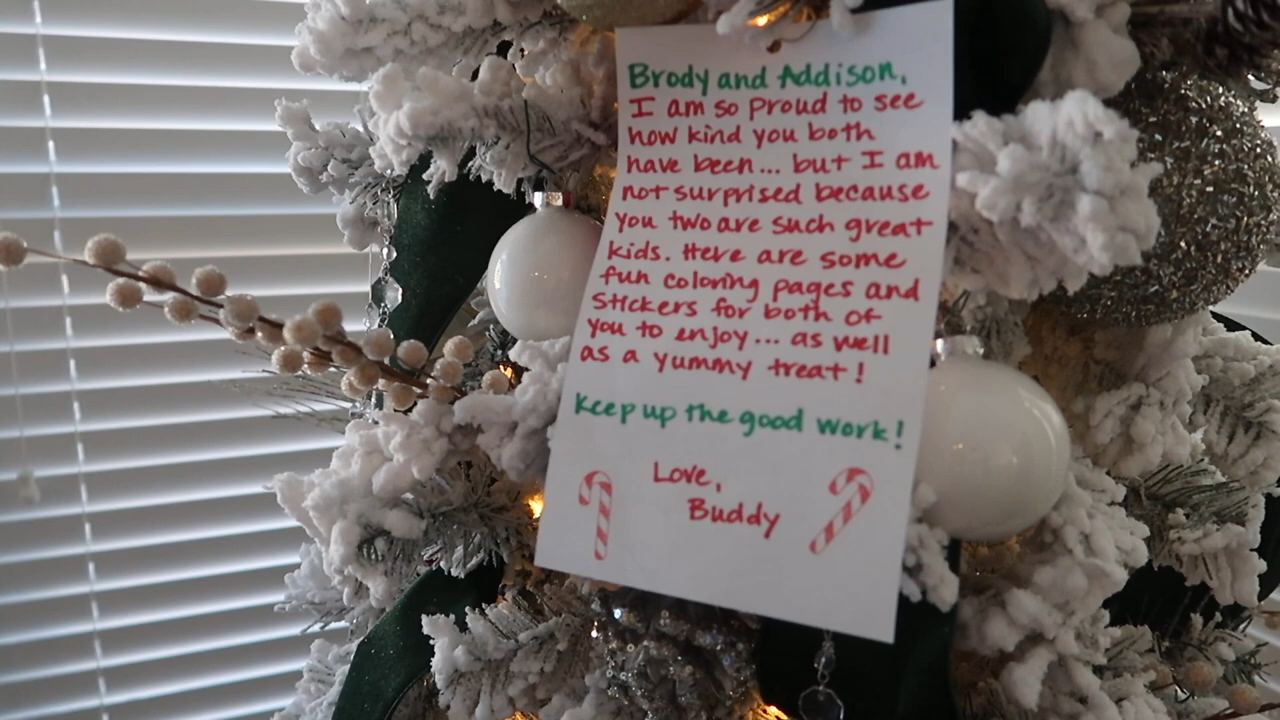 Brody and Addison,
I am so proud to see
how kind you both
have been... but I am
not surprised because
you two are such great
kids. Here are some
fun coloring pages and
stickers for both of
you to enjoy... as well
as a yummy treat!
Keep up the good work!
Love,
Buddy